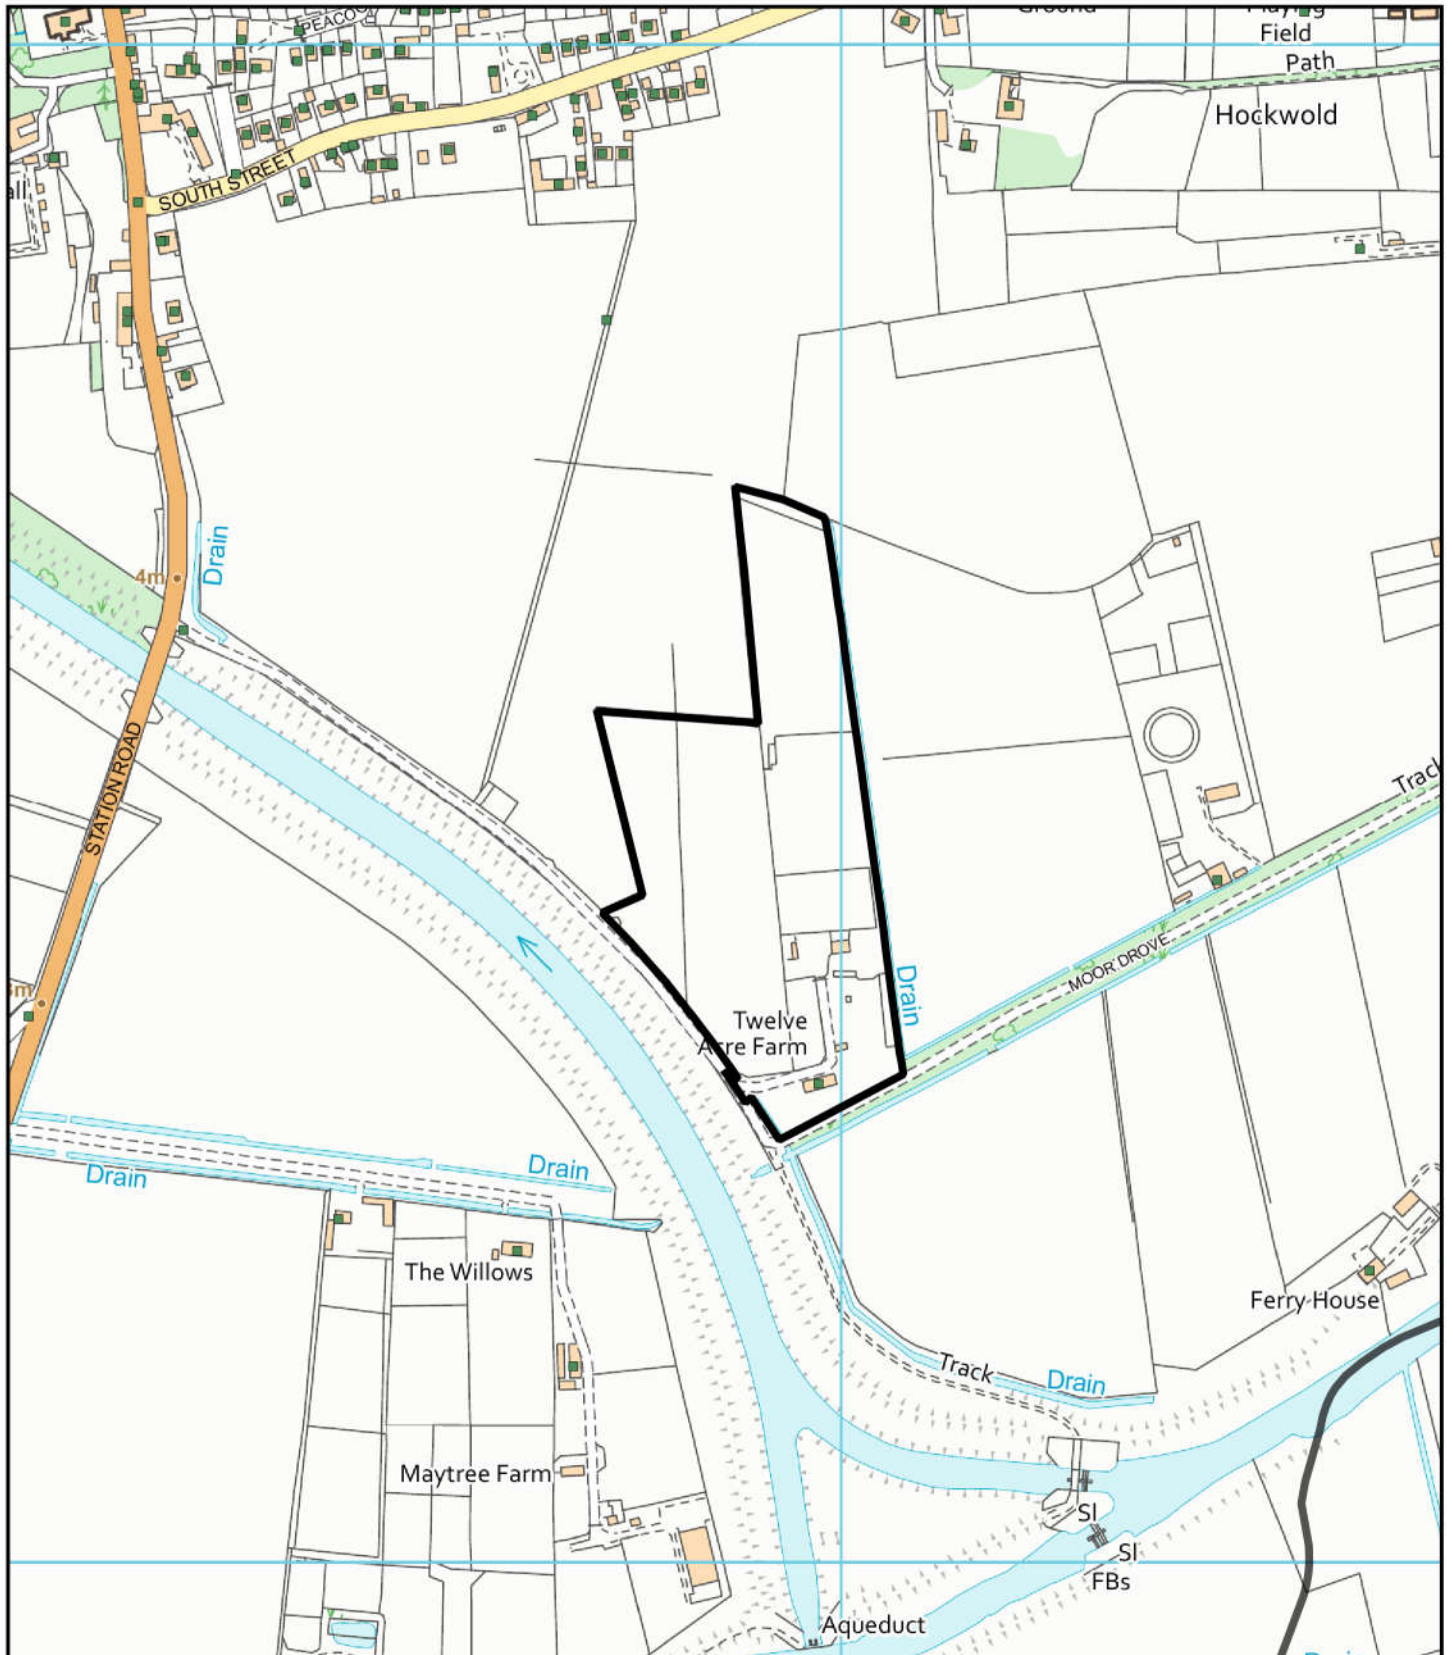 Field
Path
Hockwold
SOUTH STREET
Drain
4m
STATION ROAD
Track
MOOR DROVE
Drain
Twelve
Acre Farm
Drain
Drain
The Willows
Ferry House
Track
Drain
Maytree Farm
Sl
Sl
FBs
Aqueduct